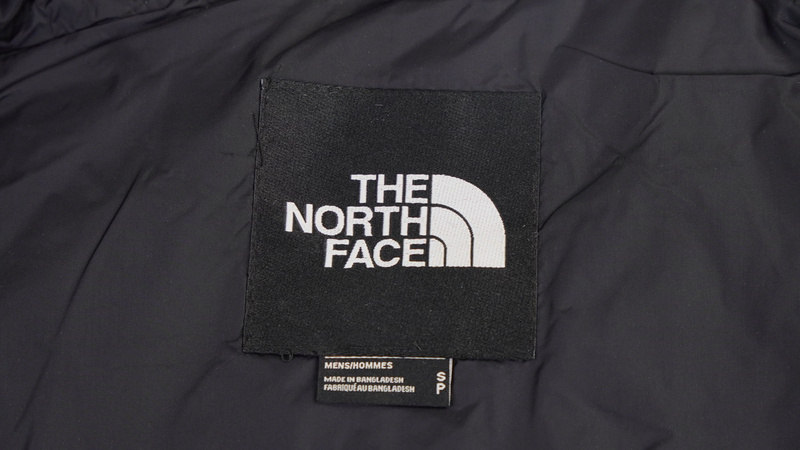 THE
NORTH
FACE
MENS/HOMMES
MADE IN BANGLADESH
FABRIQUÉ AU BANGLADESH
S
P